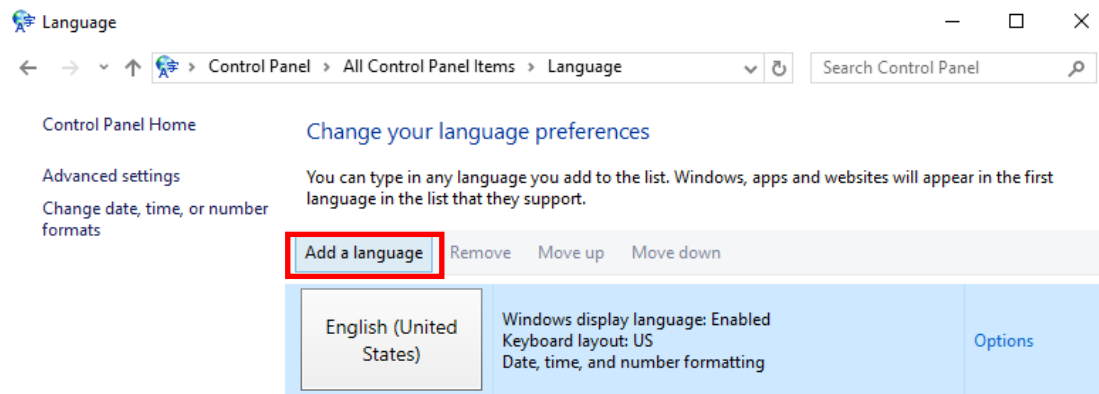 Language
Control Panel > All Control Panel Items > Language
Search Control Panel
Control Panel Home
Advanced settings
Change date, time, or number
formats
Change your language preferences
You can type in any language you add to the list. Windows, apps and websites will appear in the first
language in the list that they support.
Add a language Remove Move up Move down
English (United
States)
Windows display language: Enabled
Keyboard layout: US
Date, time, and number formatting
Options